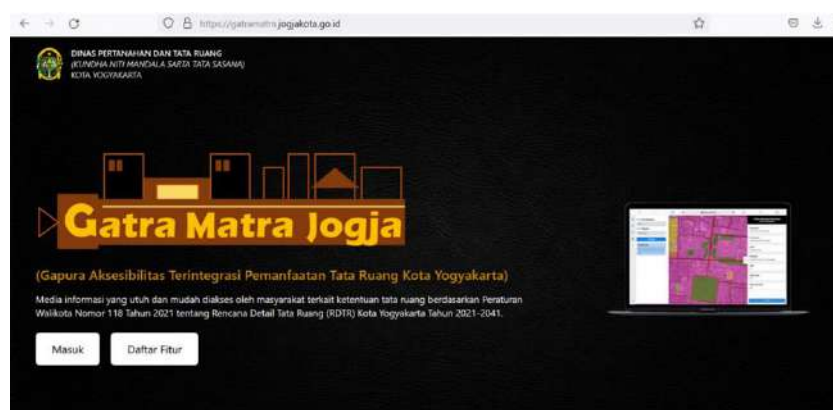 https://gatramatra.jogjakota.go.id
DINAS PERTANAHAN DAN TATA RUANG
(KUNDHA NITI MANDALA SARTA TATA SASANA)
KOTA YOGYAKARTA
Gatra Matra Jogja
(Gapura Aksesibilitas Terintegrasi Pemanfaatan Tata Ruang Kota Yogyakarta)
Media informasi yang utuh dan mudah diakses oleh masyarakat terkait ketentuan tata ruang berdasarkan Peraturan
Walikota Nomor 118 Tahun 2021 tentang Rencana Detail Tata Ruang (RDTR) Kota Yogyakarta Tahun 2021-2041.
Masuk
Daftar Fitur